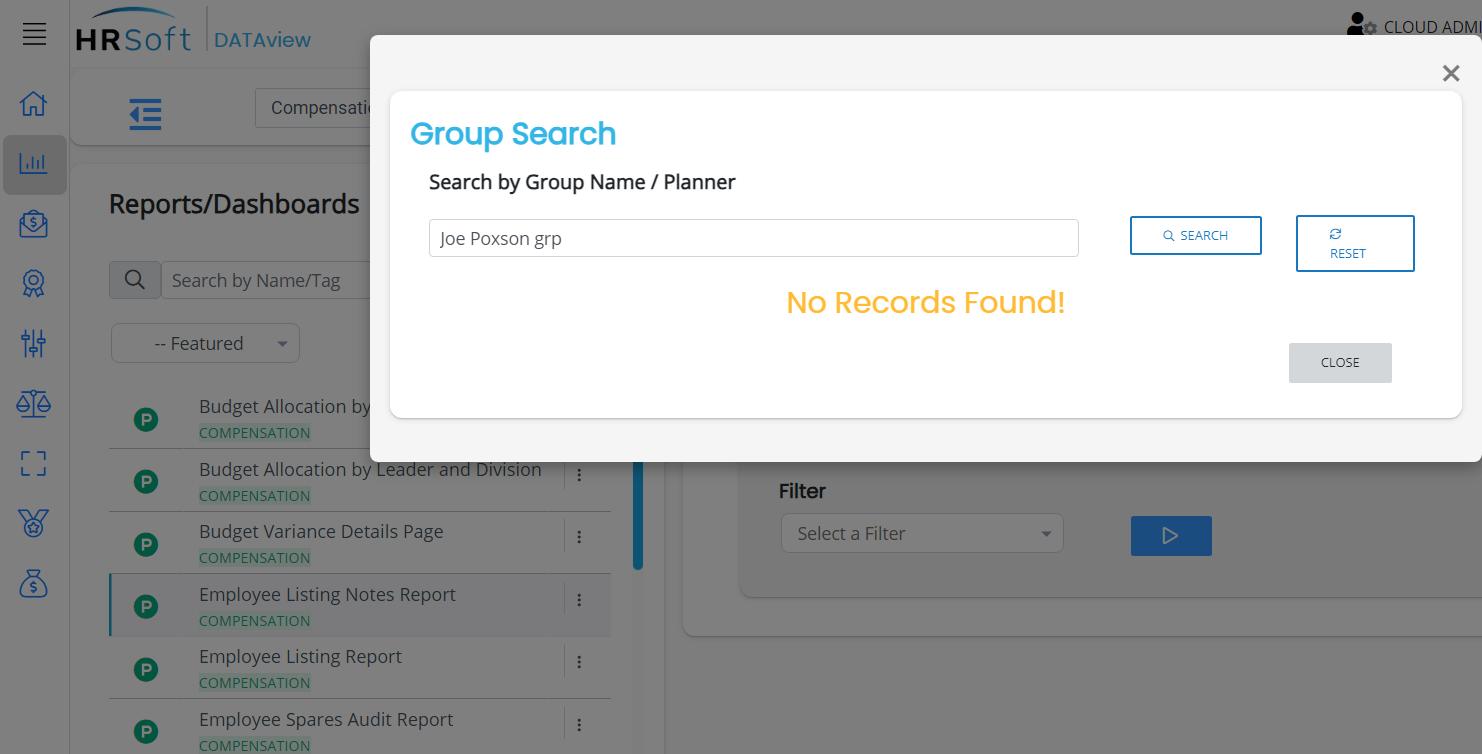 HRSoft DATAview
CLOUD ADMI
Compensati
Reports/Dashboards
Search by Name/Tag
-- Featured
Budget Allocation by
COMPENSATION
Budget Allocation by Leader and Division
COMPENSATION
Budget Variance Details Page
COMPENSATION
Employee Listing Notes Report
COMPENSATION
Employee Listing Report
COMPENSATION
Employee Spares Audit Report
COMPENSATION
Group Search
Search by Group Name / Planner
Joe Poxson grp
SEARCH
RESET
No Records Found!
CLOSE
Filter
Select a Filter